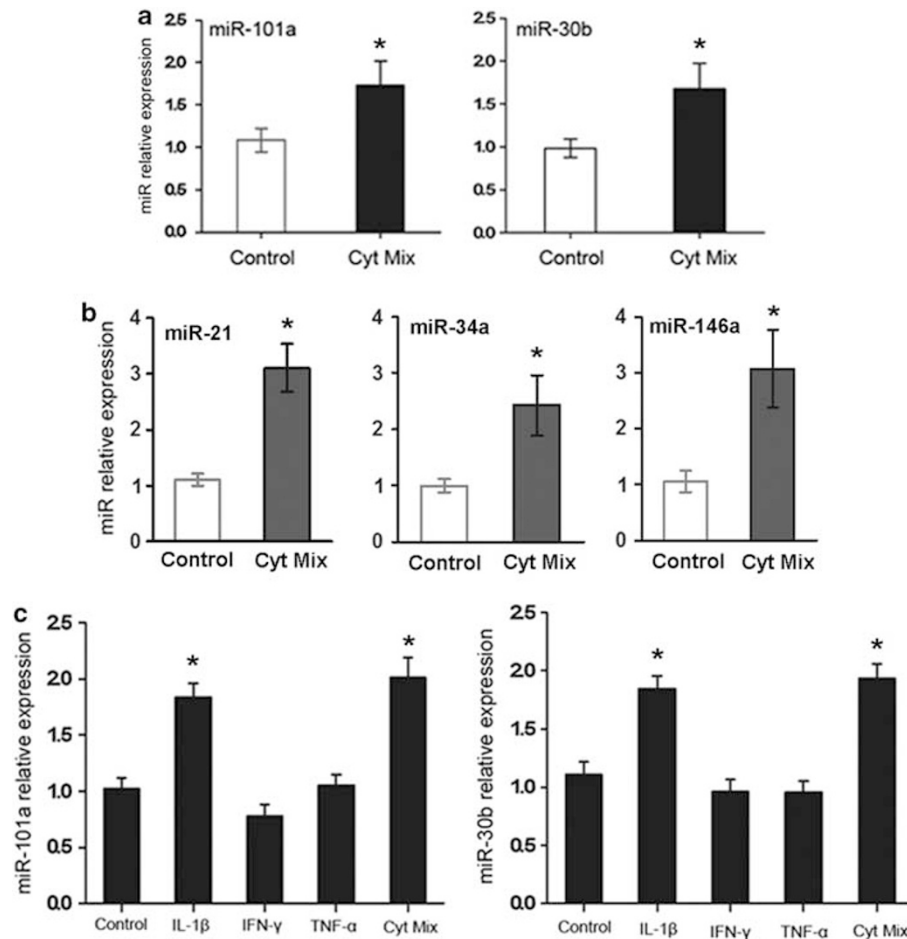 a
miR-101a
miR-30b
miR relative expression
2.5
2.0
1.5
1.0
0.5
0.0
*
Control
Cyt Mix
2.5
2.0
1.5
1.0
0.5
0.0
*
Control
Cyt Mix
b
miR-21
miR-34a
miR-146a
miR relative expression
4
3
2
1
0
*
Control
Cyt Mix
4
3
2
1
0
*
Control
Cyt Mix
4
3
2
1
0
*
Control
Cyt Mix
c
miR-101a relative expression
2.5
2.0
1.5
1.0
0.5
0.0
*
*
Control
IL-1β
IFN-γ
TNF-α
Cyt Mix
miR-30b relative expression
2.5
2.0
1.5
1.0
0.5
0.0
*
*
Control
IL-1β
IFN-γ
TNF-α
Cyt Mix